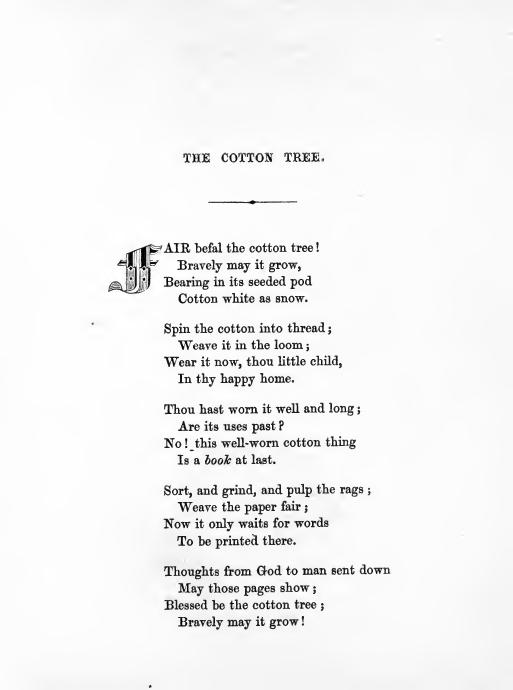 THE COTTON TREE.
FAIR befal the cotton tree!
Bravely may it grow,
Bearing in its seeded pod
Cotton white as snow.
Spin the cotton into thread;
Weave it in the loom;
Wear it now, thou little child,
In thy happy home.
Thou hast worn it well and long;
Are its uses past?
No! this well-worn cotton thing
Is a book at last.
Sort, and grind, and pulp the rags;
Weave the paper fair;
Now it only waits for words
To be printed there.
Thoughts from God to man sent down
May those pages show;
Blessed be the cotton tree;
Bravely may it grow!